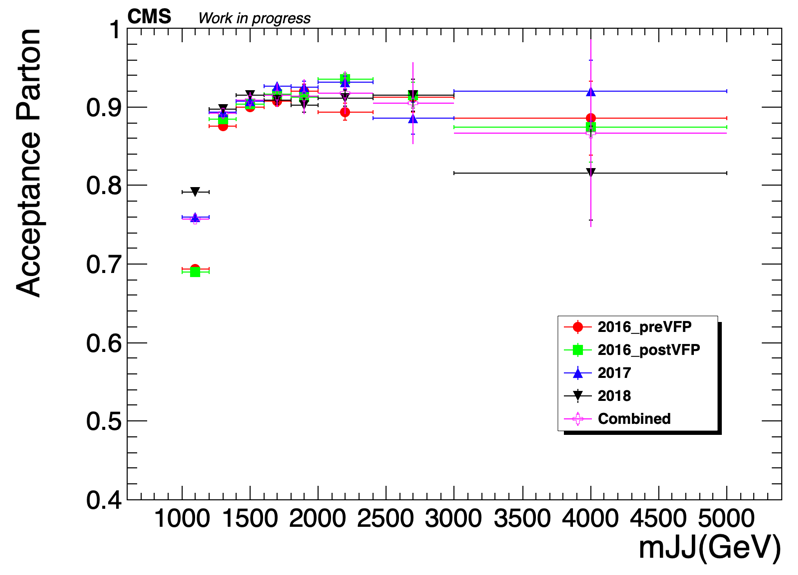 CMS Work in progress
Acceptance Parton
1
0.9
0.8
0.7
0.6
0.5
0.4
2016_preVFP
2016_postVFP
2017
2018
Combined
1000 1500 2000 2500 3000 3500 4000 4500 5000
mJJ(GeV)